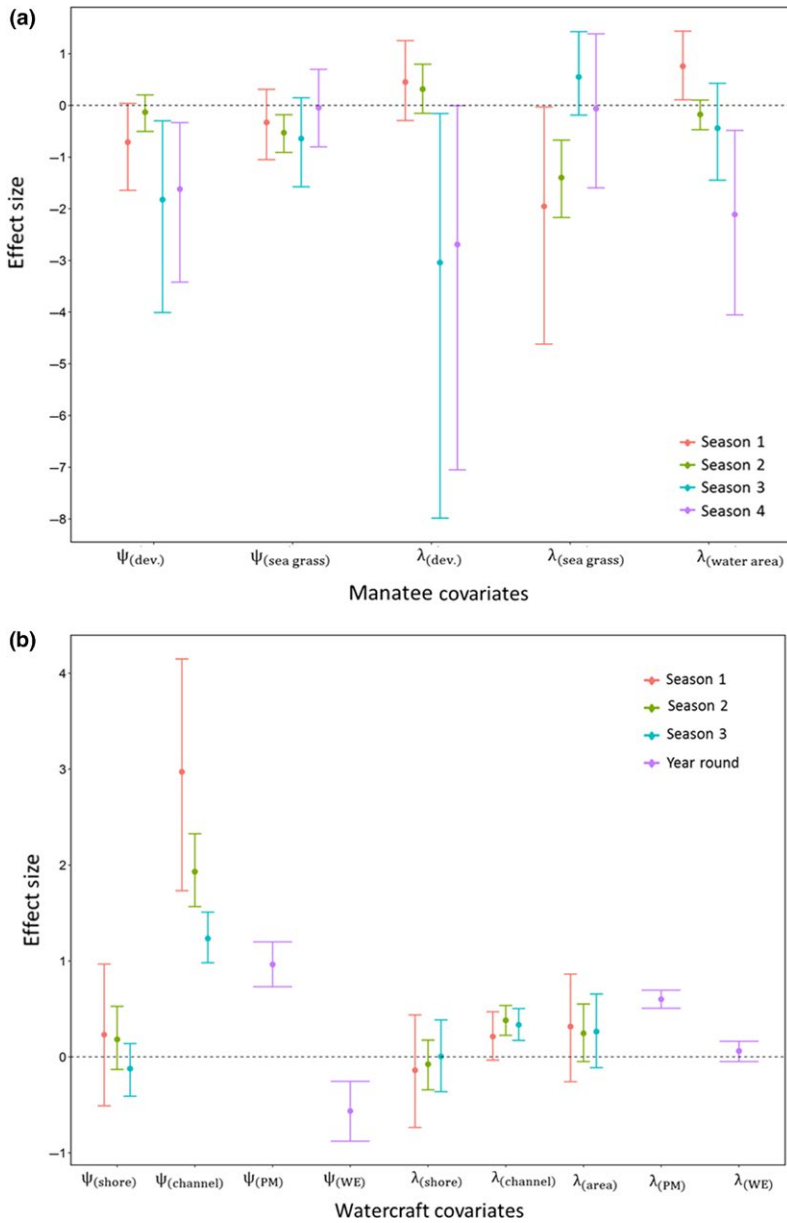 (a)
Effect size
1
0
−1
−2
−3
−4
−5
−6
−7
−8
Season 1
Season 2
Season 3
Season 4
Ψ(dev.) Ψ(sea grass) λ(dev.) λ(sea grass) λ(water area)
Manatee covariates
(b)
Effect size
4
3
2
1
0
−1
Season 1
Season 2
Season 3
Year round
Ψ(shore) Ψ(channel) Ψ(PM) Ψ(WE) λ(shore) λ(channel) λ(area) λ(PM) λ(WE)
Watercraft covariates